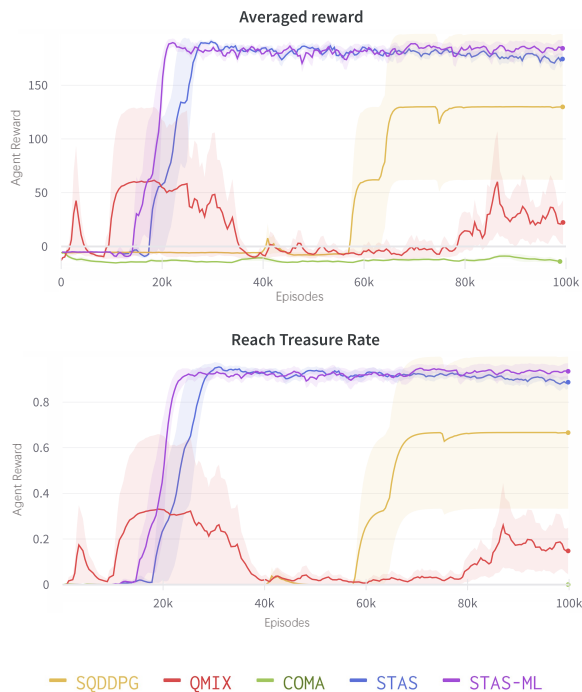 Averaged reward
150
100
50
0
Agent Reward
0 20k 40k 60k 80k 100k
Episodes
Reach Treasure Rate
0.8
0.6
0.4
0.2
0
Agent Reward
20k 40k 60k 80k 100k
Episodes
SQDDPG QMIX COMA STAS STAS-ML